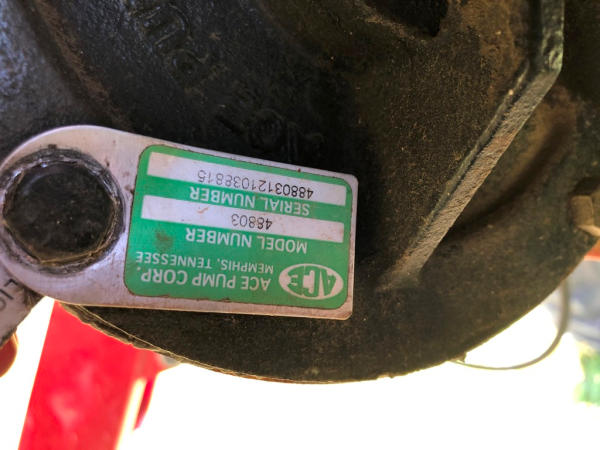 ACE
ACE PUMP CORP.
MEMPHIS, TENNESSEE
MODEL NUMBER
48803
SERIAL NUMBER
48803121038815